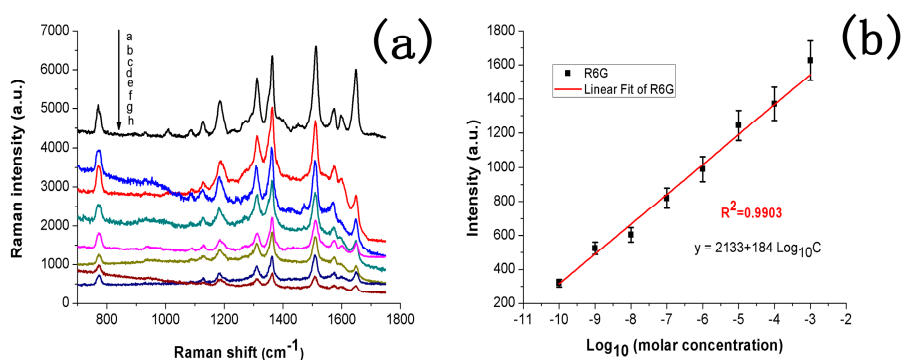 (a)
7000
6000
5000
4000
3000
2000
1000
0
Raman intensity (a.u.)
a
b
c
d
e
f
g
h
800
1000
1200
1400
1600
1800
Raman shift (cm⁻¹)
(b)
1800
1600
1400
1200
1000
800
600
400
200
Intensity (a.u.)
R6G
Linear Fit of R6G
R²=0.9903
y = 2133+184 Log₁₀C
-11
-10
-9
-8
-7
-6
-5
-4
-3
-2
Log₁₀ (molar concentration)